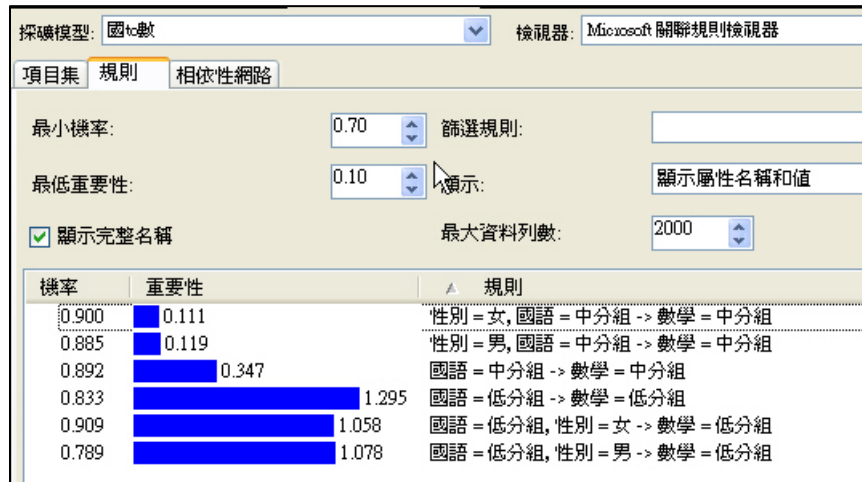 探礦模型: 國to數 檢視器: Microsoft 關聯規則檢視器
項目集 規則 相依性網路
最小機率: 0.70 篩選規則:
最低重要性: 0.10 顯示: 顯示屬性名稱和值
顯示完整名稱 最大資料列數: 2000
機率 重要性 規則
0.900 0.111 性別 = 女, 國語 = 中分組 -> 數學 = 中分組
0.885 0.119 性別 = 男, 國語 = 中分組 -> 數學 = 中分組
0.892 0.347 國語 = 中分組 -> 數學 = 中分組
0.833 1.295 國語 = 低分組 -> 數學 = 低分組
0.909 1.058 國語 = 低分組, 性別 = 女 -> 數學 = 低分組
0.789 1.078 國語 = 低分組, 性別 = 男 -> 數學 = 低分組